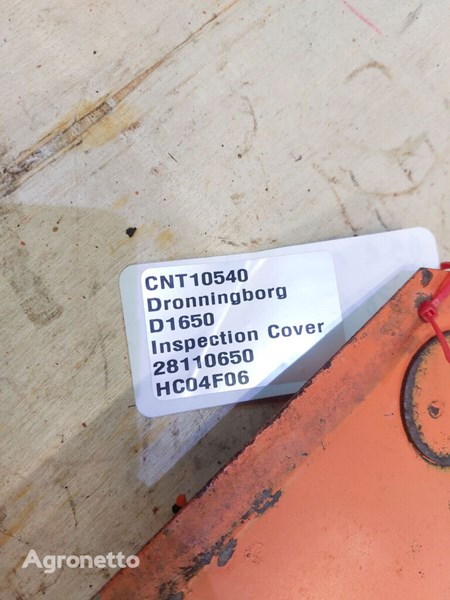 CNT10540
Dronningborg
D1650
Inspection Cover
28110650
HC04F06
Agronetto